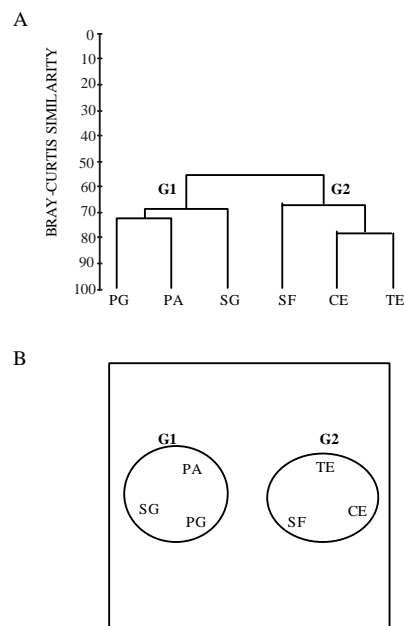 A
BRAY-CURTIS SIMILARITY
0
10
20
30
40
50
60
70
80
90
100
G1
G2
PG PA SG SF CE TE
B
G1
G2
PA
SG
PG
TE
CE
SF